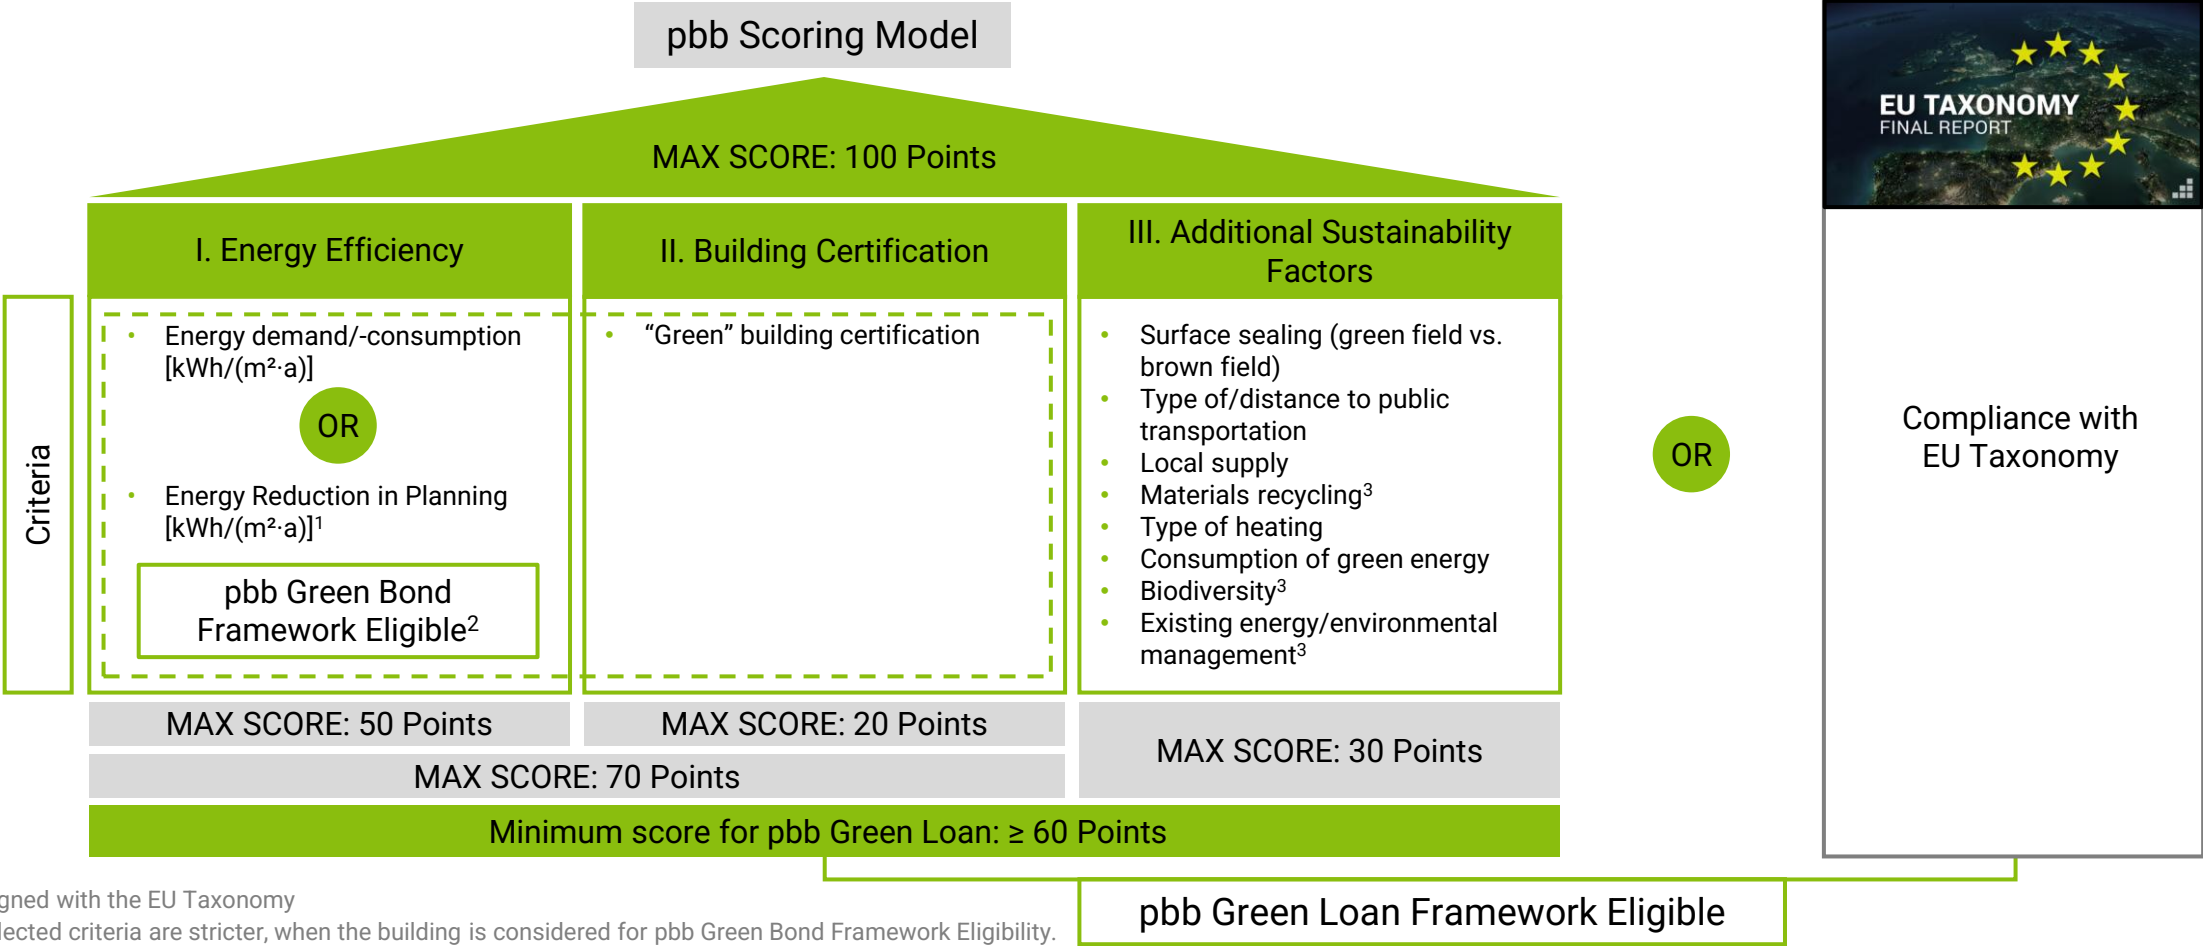 pbb Scoring Model
MAX SCORE: 100 Points
EU TAXONOMY
FINAL REPORT
I. Energy Efficiency
II. Building Certification
III. Additional Sustainability
Factors
Criteria
• Energy demand/-consumption
[kWh/(m²·a)]
OR
• Energy Reduction in Planning
[kWh/(m²·a)]¹
pbb Green Bond
Framework Eligible²
• “Green” building certification
• Surface sealing (green field vs.
brown field)
• Type of/distance to public
transportation
• Local supply
• Materials recycling³
• Type of heating
• Consumption of green energy
• Biodiversity³
• Existing energy/environmental
management³
OR
Compliance with
EU Taxonomy
MAX SCORE: 50 Points
MAX SCORE: 20 Points
MAX SCORE: 30 Points
MAX SCORE: 70 Points
Minimum score for pbb Green Loan: ≥ 60 Points
pbb Green Loan Framework Eligible
with the EU Taxonomy
criteria are stricter, when the building is considered for pbb Green Bond Framework Eligibility.